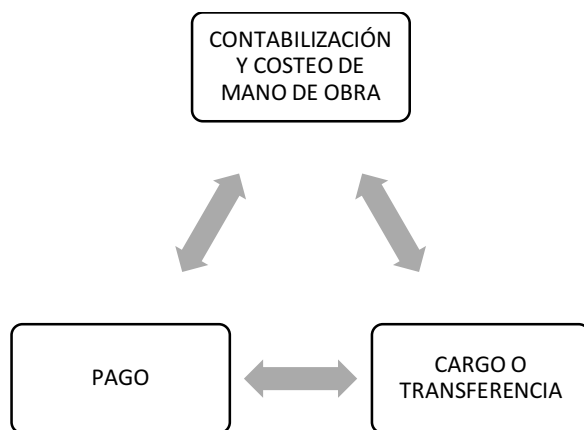 CONTABILIZACIÓN
Y COSTEO DE
MANO DE OBRA
PAGO
CARGO O
TRANSFERENCIA